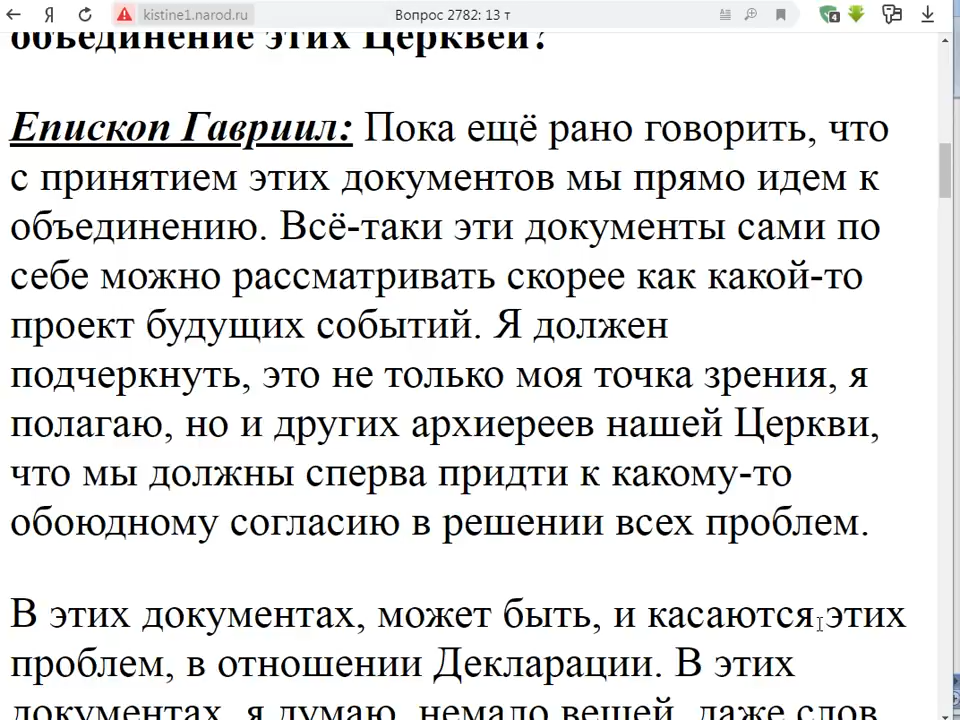 kistine1.narod.ru
Вопрос 2782: 13 т
4
объединение этих Церквей?
Епископ Гавриил: Пока ещё рано говорить, что
с принятием этих документов мы прямо идем к
объединению. Всё-таки эти документы сами по
себе можно рассматривать скорее как какой-то
проект будущих событий. Я должен
подчеркнуть, это не только моя точка зрения, я
полагаю, но и других архиереев нашей Церкви,
что мы должны сперва придти к какому-то
обоюдному согласию в решении всех проблем.
В этих документах, может быть, и касаются этих
проблем, в отношении Декларации. В этих
документах, я думаю, немало вещей, даже слов